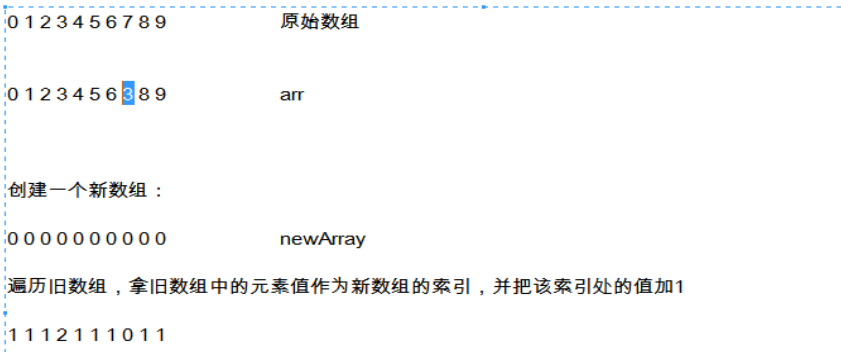 0 1 2 3 4 5 6 7 8 9 原始数组
0 1 2 3 4 5 6 3 8 9 arr
创建一个新数组：
0 0 0 0 0 0 0 0 0 0 newArray
遍历旧数组，拿旧数组中的元素值作为新数组的索引，并把该索引处的值加1
1 1 1 2 1 1 1 0 1 1